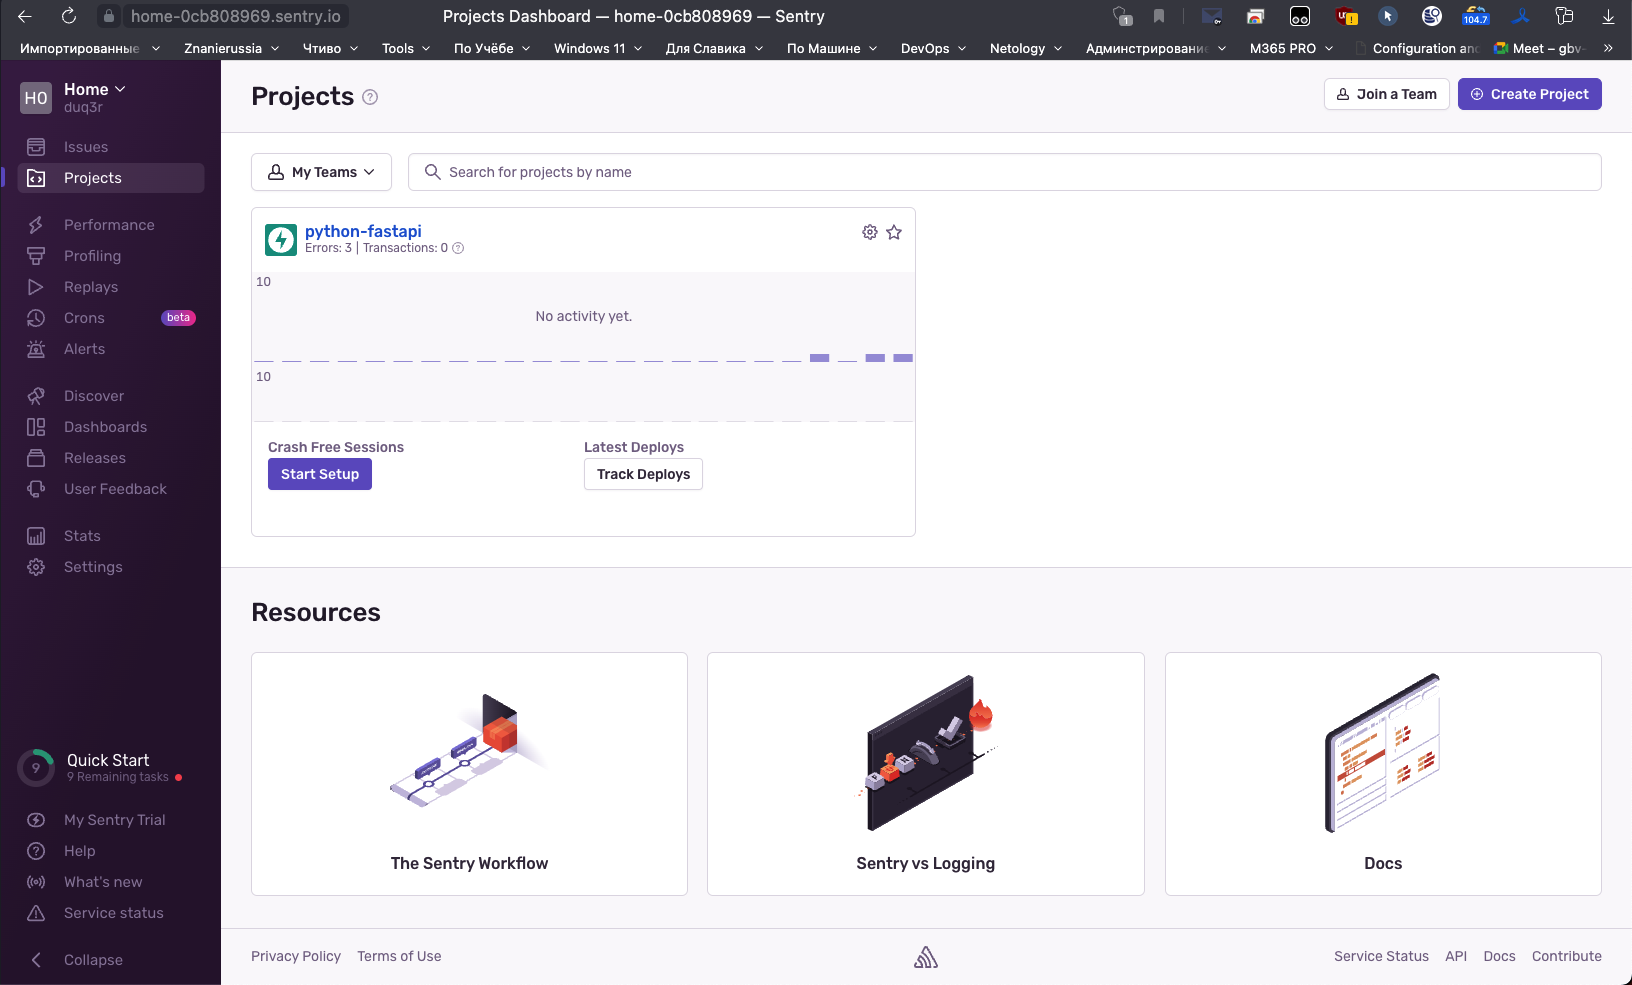 home-0cb808969.sentry.io
Projects Dashboard — home-0cb808969 — Sentry
1
104.7
Импортированные
Znanierussia
Чтиво
Tools
По Учёбе
Windows 11
Для Славика
По Машине
DevOps
Netology
Адмнстрирование
M365 PRO
Configuration and
Meet – gbv-
HO
Home
duq3r
Issues
Projects
Performance
Profiling
Replays
Crons
beta
Alerts
Discover
Dashboards
Releases
User Feedback
Stats
Settings
9
Quick Start
9 Remaining tasks
My Sentry Trial
Help
What's new
Service status
Collapse
Projects
Join a Team
Create Project
My Teams
Search for projects by name
python-fastapi
Errors: 3 | Transactions: 0
10
No activity yet.
10
Crash Free Sessions
Start Setup
Latest Deploys
Track Deploys
Resources
The Sentry Workflow
Sentry vs Logging
Docs
Privacy Policy
Terms of Use
Service Status
API
Docs
Contribute